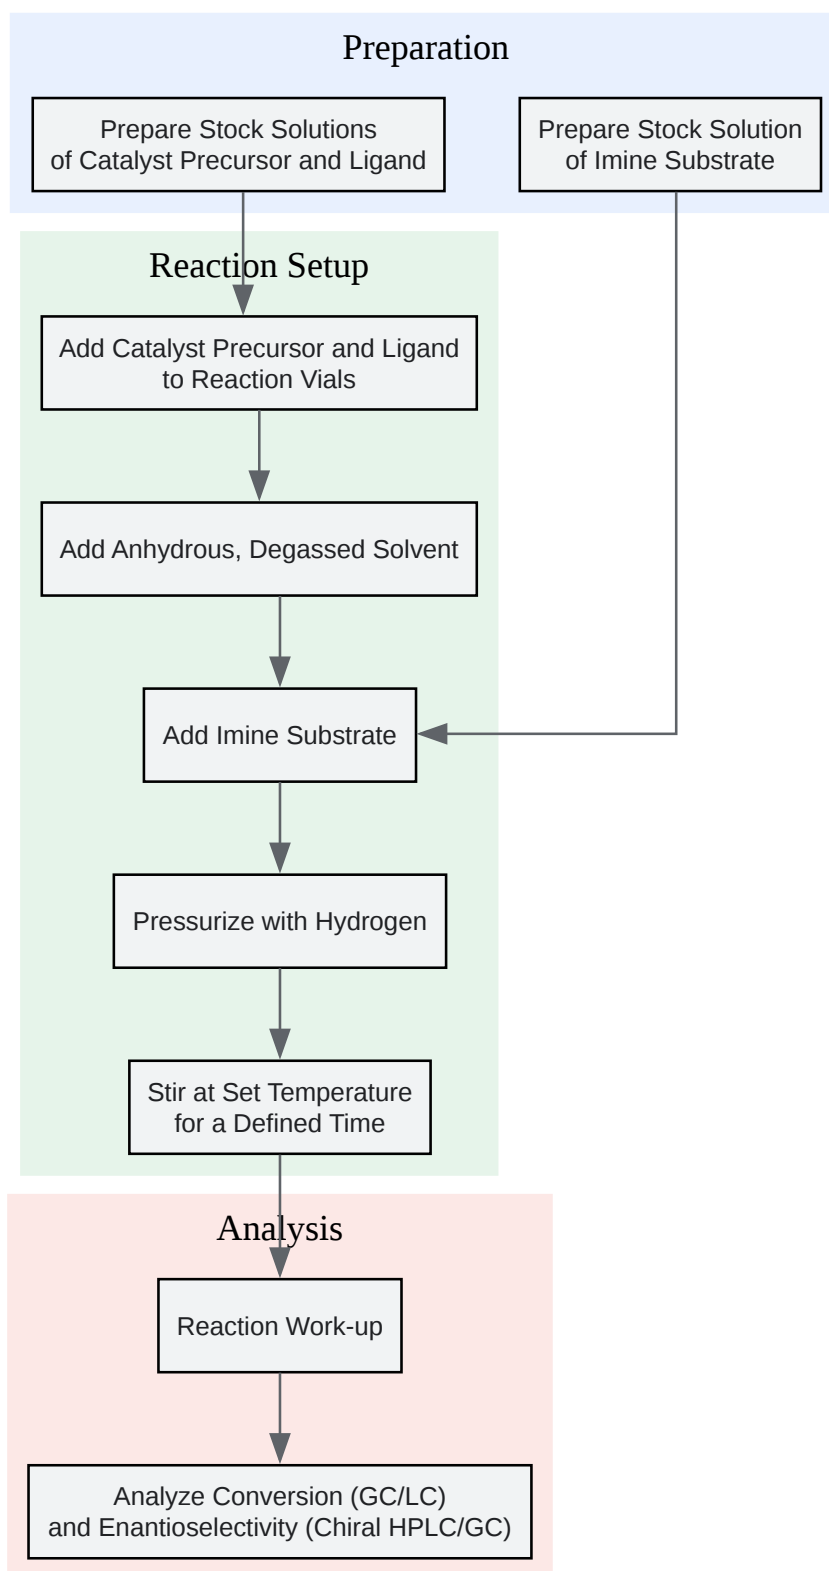 Preparation
Prepare Stock Solutions
of Catalyst Precursor and Ligand
Prepare Stock Solution
of Imine Substrate
Reaction Setup
Add Catalyst Precursor and Ligand
to Reaction Vials
Add Anhydrous, Degassed Solvent
Add Imine Substrate
Pressurize with Hydrogen
Stir at Set Temperature
for a Defined Time
Analysis
Reaction Work-up
Analyze Conversion (GC/LC)
and Enantioselectivity (Chiral HPLC/GC)